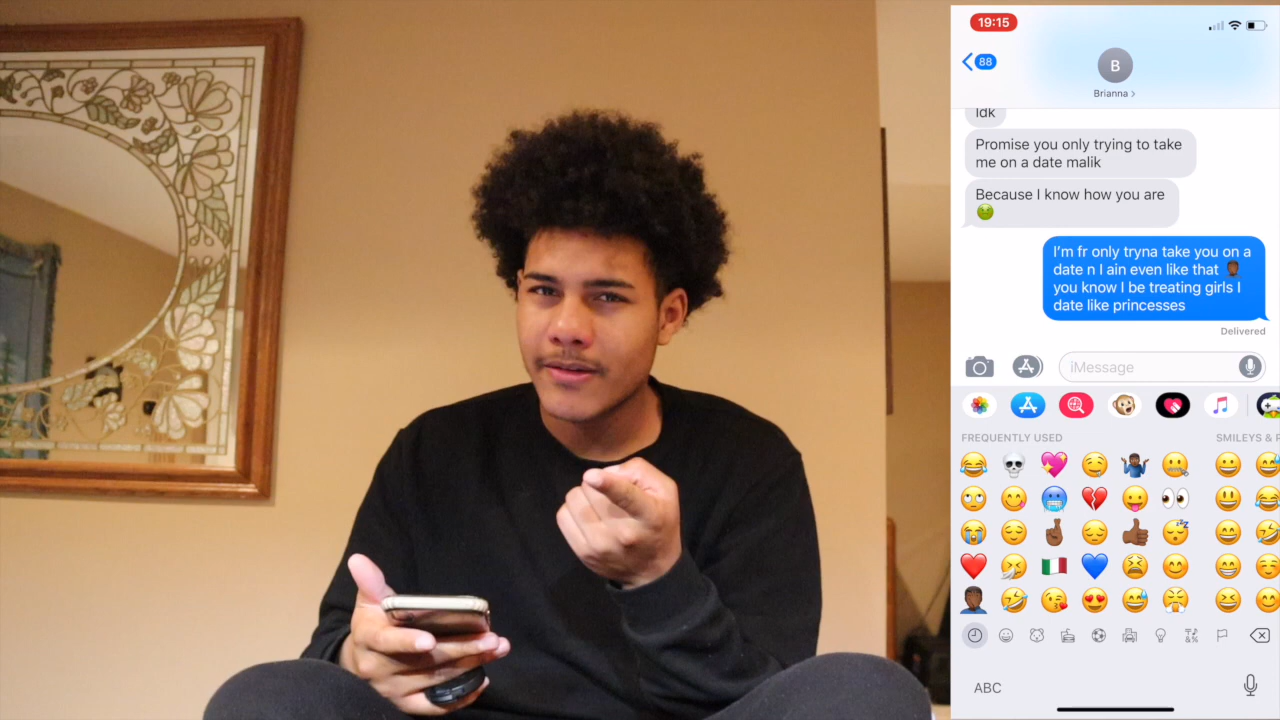 19:15
88
B
Brianna >
Idk
Promise you only trying to take
me on a date malik
Because I know how you are
🤢
I'm fr only tryna take you on a
date n I ain even like that 🤦🏾‍♂️
you know I be treating girls I
date like princesses
Delivered
iMessage
FREQUENTLY USED
SMILEYS & P
ABC